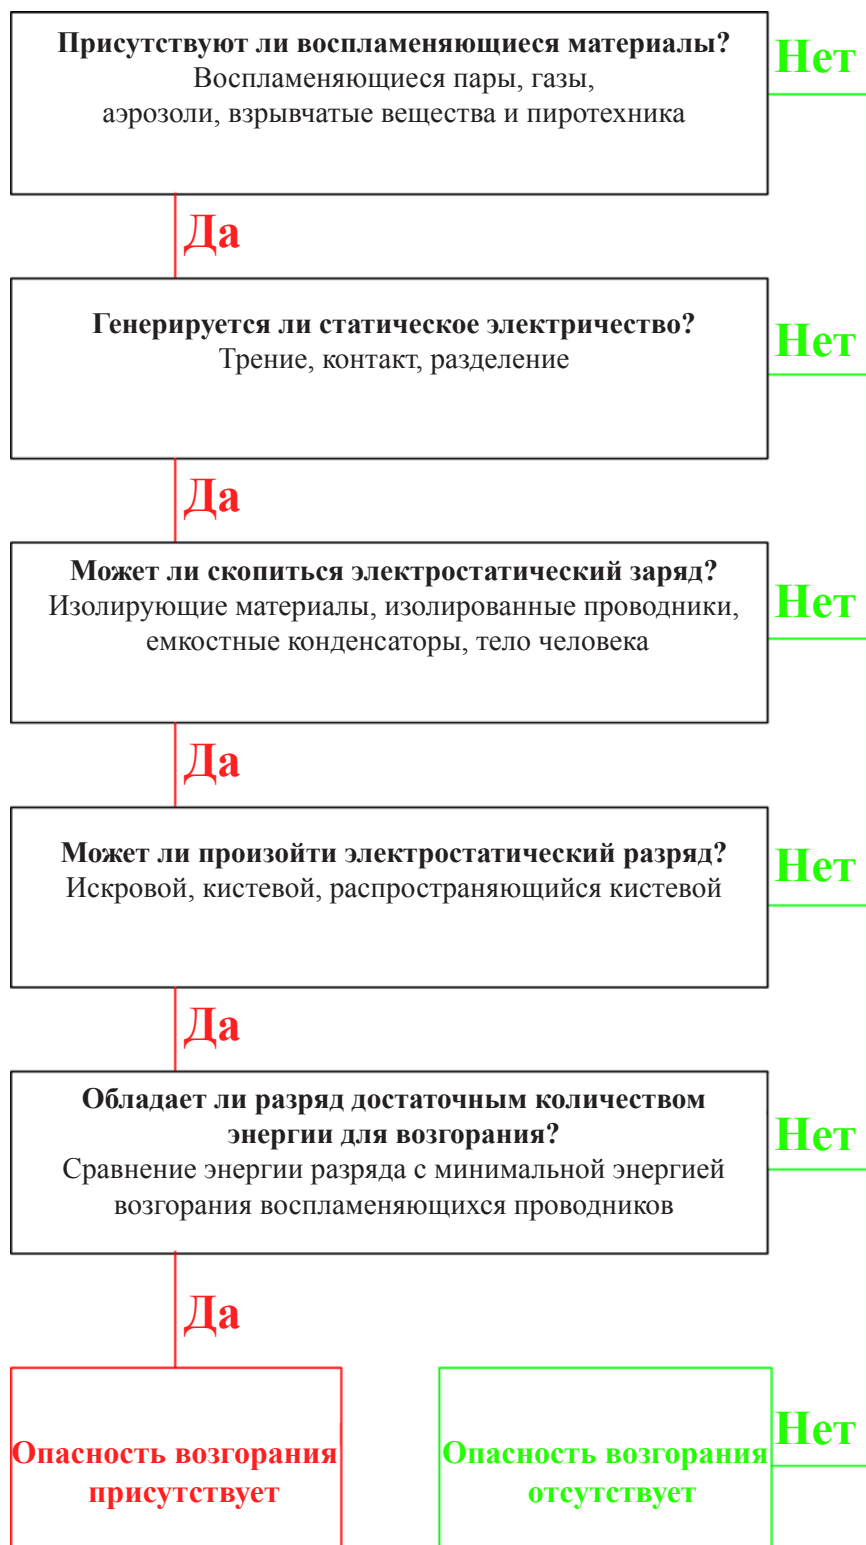 Присутствуют ли воспламеняющиеся материалы?
Воспламеняющиеся пары, газы,
аэрозоли, взрывчатые вещества и пиротехника
Нет
Да
Генерируется ли статическое электричество?
Трение, контакт, разделение
Нет
Да
Может ли скопиться электростатический заряд?
Изолирующие материалы, изолированные проводники,
емкостные конденсаторы, тело человека
Нет
Да
Может ли произойти электростатический разряд?
Искровой, кистевой, распространяющийся кистевой
Нет
Да
Обладает ли разряд достаточным количеством
энергии для возгорания?
Сравнение энергии разряда с минимальной энергией
возгорания воспламеняющихся проводников
Нет
Да
Опасность возгорания
присутствует
Опасность возгорания
отсутствует
Нет